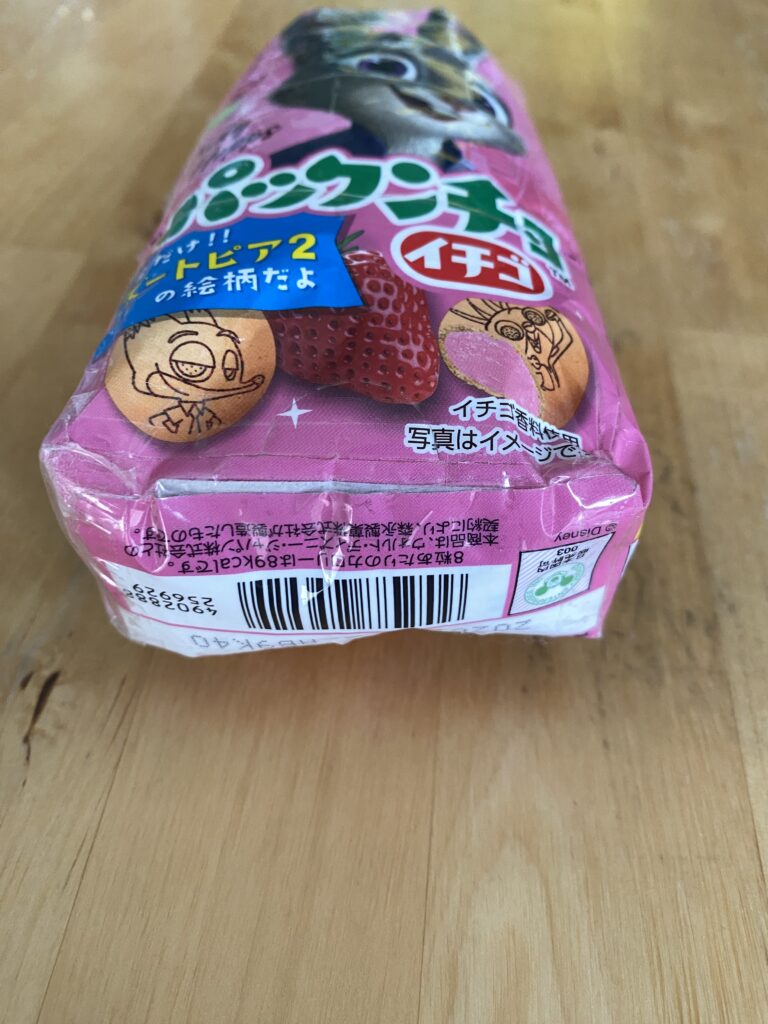 パックンチョ
イチゴ
だけ!!
ートピア2
の絵柄だよ
イチゴ香料使用
写真はイメージで
8粒あたりのカロリーは89kcalです。
本商品は、ウォルト・ディズニー・ジャパン株式会社との
契約により、森永製菓株式会社が製造したものです。
© Disney
003
4902888
256929